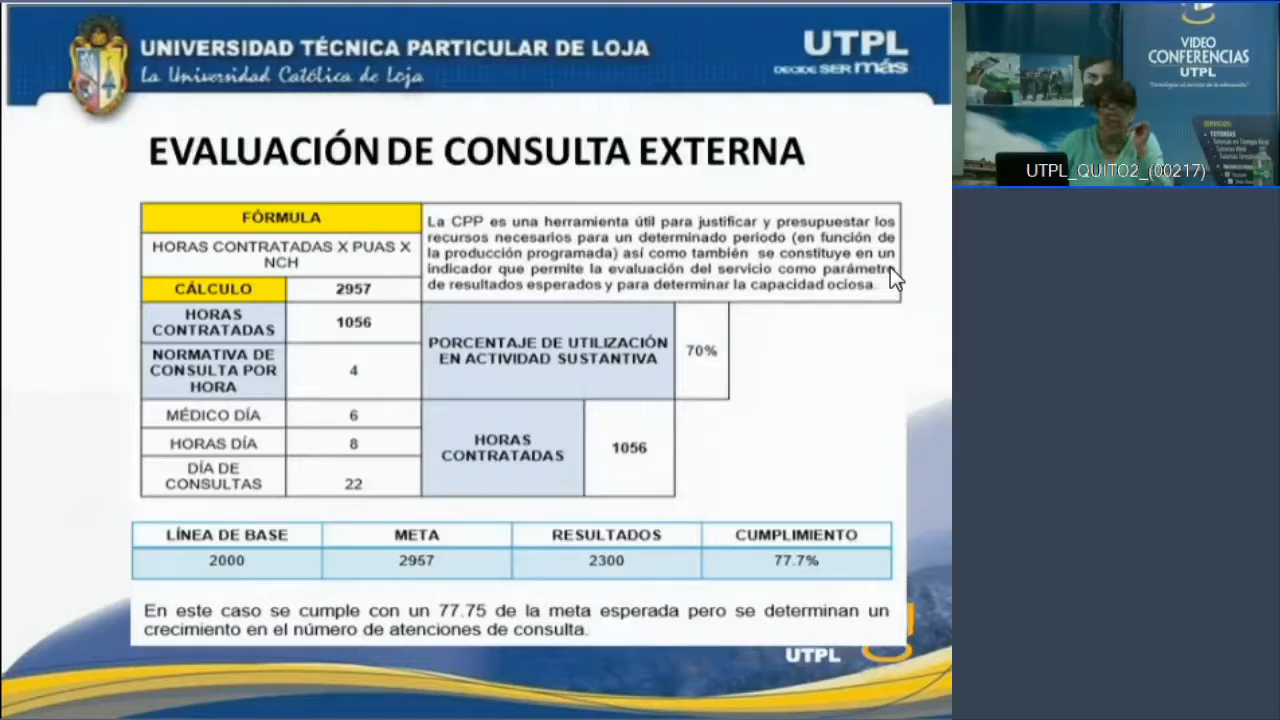 UNIVERSIDAD TÉCNICA PARTICULAR DE LOJA
La Universidad Católica de Loja
UTPL
DECIDE SER más
EVALUACIÓN DE CONSULTA EXTERNA
FÓRMULA
HORAS CONTRATADAS X PUAS X
NCH
La CPP es una herramienta útil para justificar y presupuestar los
recursos necesarios para un determinado periodo (en función de
la producción programada) así como también se constituye en un
indicador que permite la evaluación del servicio como parámetro
de resultados esperados y para determinar la capacidad ociosa.
CÁLCULO
2957
HORAS
CONTRATADAS
1056
PORCENTAJE DE UTILIZACIÓN
EN ACTIVIDAD SUSTANTIVA
70%
NORMATIVA DE
CONSULTA POR
HORA
4
MÉDICO DÍA
6
HORAS DÍA
8
DÍA DE
CONSULTAS
22
HORAS
CONTRATADAS
1056
LÍNEA DE BASE META RESULTADOS CUMPLIMIENTO
2000 2957 2300 77.7%
En este caso se cumple con un 77.75 de la meta esperada pero se determinan un
crecimiento en el número de atenciones de consulta.
UTPL
VIDEO
CONFERENCIAS
UTPL
SERVICIOS:
TUTORÍAS
UTPL_QUITO2_(00217)